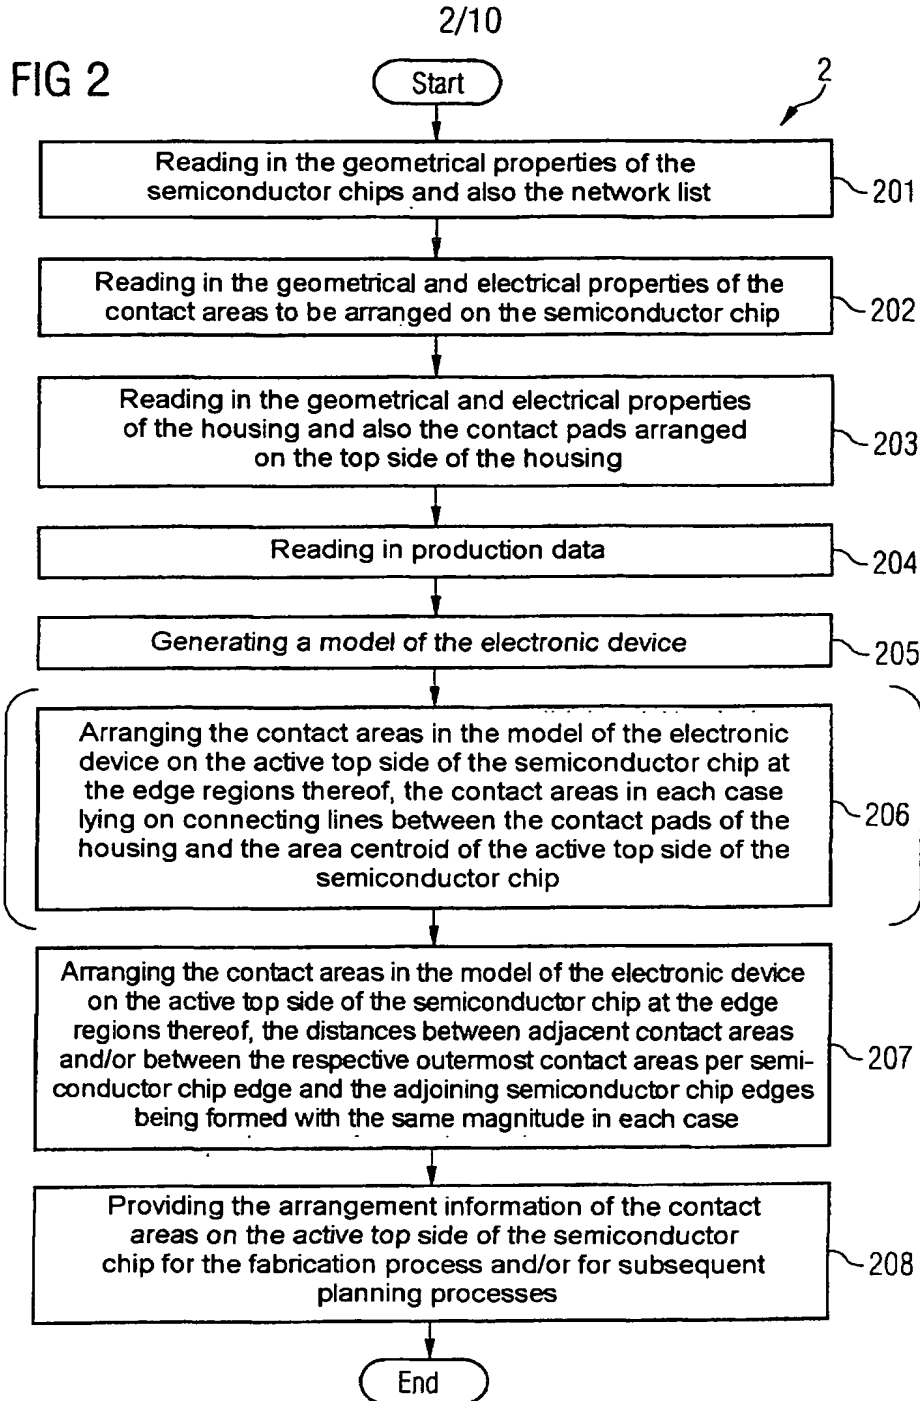 2/10
FIG 2
Start
2
Reading in the geometrical properties of the
semiconductor chips and also the network list
201
Reading in the geometrical and electrical properties of the
contact areas to be arranged on the semiconductor chip
202
Reading in the geometrical and electrical properties
of the housing and also the contact pads arranged
on the top side of the housing
203
Reading in production data
204
Generating a model of the electronic device
205
Arranging the contact areas in the model of the electronic
device on the active top side of the semiconductor chip at
the edge regions thereof, the contact areas in each case
lying on connecting lines between the contact pads of the
housing and the area centroid of the active top side of the
semiconductor chip
206
Arranging the contact areas in the model of the electronic device
on the active top side of the semiconductor chip at the edge
regions thereof, the distances between adjacent contact areas
and/or between the respective outermost contact areas per semi-
conductor chip edge and the adjoining semiconductor chip edges
being formed with the same magnitude in each case
207
Providing the arrangement information of the contact
areas on the active top side of the semiconductor
chip for the fabrication process and/or for subsequent
planning processes
208
End